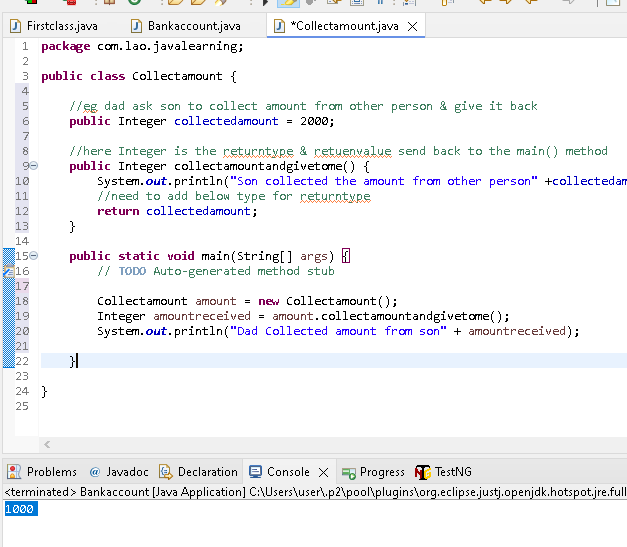 Firstclass.java Bankaccount.java *Collectamount.java
1 package com.lao.javalearning;
2
3 public class Collectamount {
4
5 //eg dad ask son to collect amount from other person & give it back
6 public Integer collectedamount = 2000;
7
8 //here Integer is the returntype & retuenvalue send back to the main() method
9 public Integer collectamountandgivetome() {
10 System.out.println("Son collected the amount from other person" +collectedam
11 //need to add below type for returntype
12 return collectedamount;
13 }
14
15 public static void main(String[] args) {
16 // TODO Auto-generated method stub
17
18 Collectamount amount = new Collectamount();
19 Integer amountreceived = amount.collectamountandgivetome();
20 System.out.println("Dad Collected amount from son" + amountreceived);
21
22 }
23
24 }
25
Problems @ Javadoc Declaration Console Progress TestNG
<terminated> Bankaccount [Java Application] C:\Users\user\.p2\pool\plugins\org.eclipse.justj.openjdk.hotspot.jre.full
1000